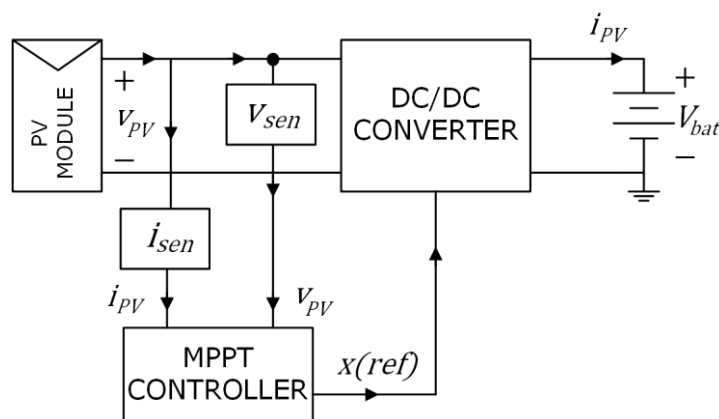 PV
MODULE
+
v_PV
−
v_sen
i_sen
i_PV
v_PV
DC/DC
CONVERTER
i_PV
+
V_bat
−
MPPT
CONTROLLER
x(ref)